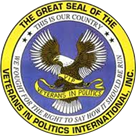 THE GREAT SEAL OF THE
THIS IS OUR COUNTRY
VETERANS IN POLITICS
WE FOUGHT FOR THE RIGHT TO SAY HOW IT SHOULD BE RUN
VETERANS IN POLITICS INTERNATIONAL, INC.